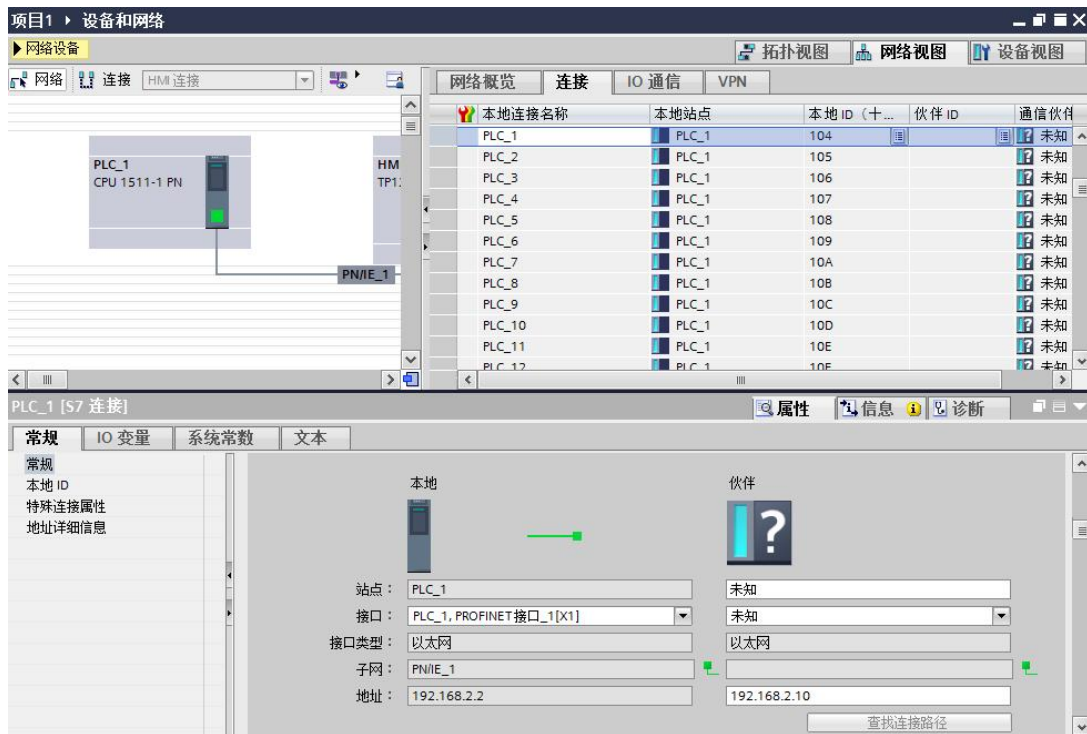 项目1 ▸ 设备和网络
网络设备
拓扑视图 网络视图 设备视图
网络 连接 HMI 连接
网络概览 连接 IO 通信 VPN
本地连接名称 本地站点 本地 ID（十... 伙伴 ID 通信伙伴
PLC_1 PLC_1 104 未知
PLC_2 PLC_1 105 未知
PLC_3 PLC_1 106 未知
PLC_4 PLC_1 107 未知
PLC_5 PLC_1 108 未知
PLC_6 PLC_1 109 未知
PLC_7 PLC_1 10A 未知
PLC_8 PLC_1 10B 未知
PLC_9 PLC_1 10C 未知
PLC_10 PLC_1 10D 未知
PLC_11 PLC_1 10E 未知
PLC_12 PLC_1 10F 未知
PLC_1
CPU 1511-1 PN
HM
TP1
PN/IE_1
PLC_1 [S7 连接]
属性 信息 诊断
常规 IO 变量 系统常数 文本
常规
本地 ID
特殊连接属性
地址详细信息
本地 伙伴
站点： PLC_1 未知
接口： PLC_1, PROFINET接口_1[X1] 未知
接口类型： 以太网 以太网
子网： PN/IE_1
地址： 192.168.2.2 192.168.2.10
查找连接路径